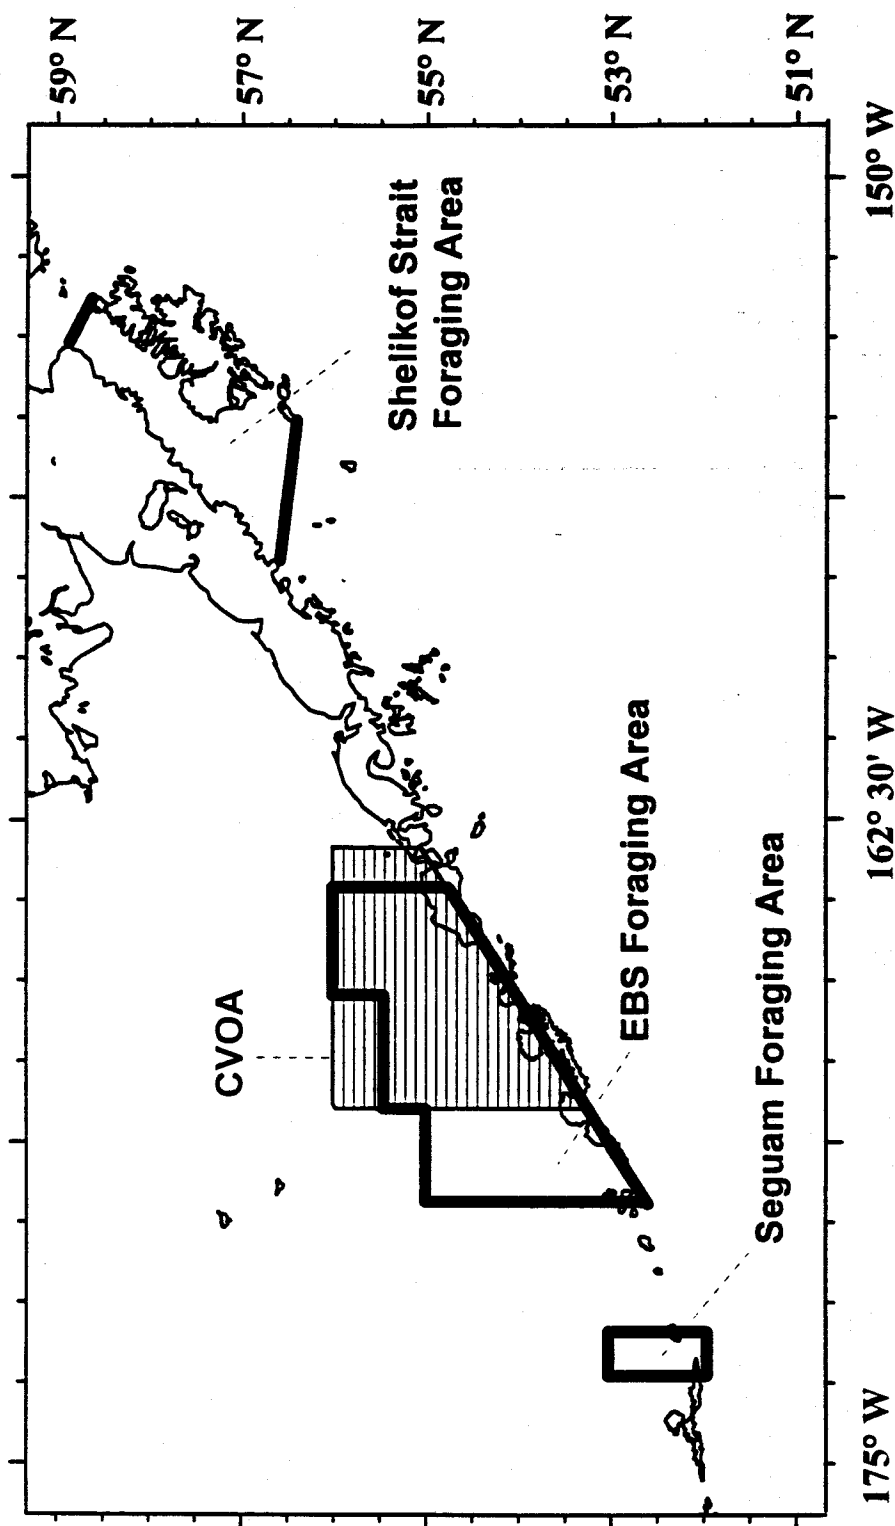 59° N
57° N
55° N
53° N
51° N
150° W
162° 30' W
175° W
Shelikof Strait
Foraging Area
CVOA
EBS Foraging Area
Seguam Foraging Area